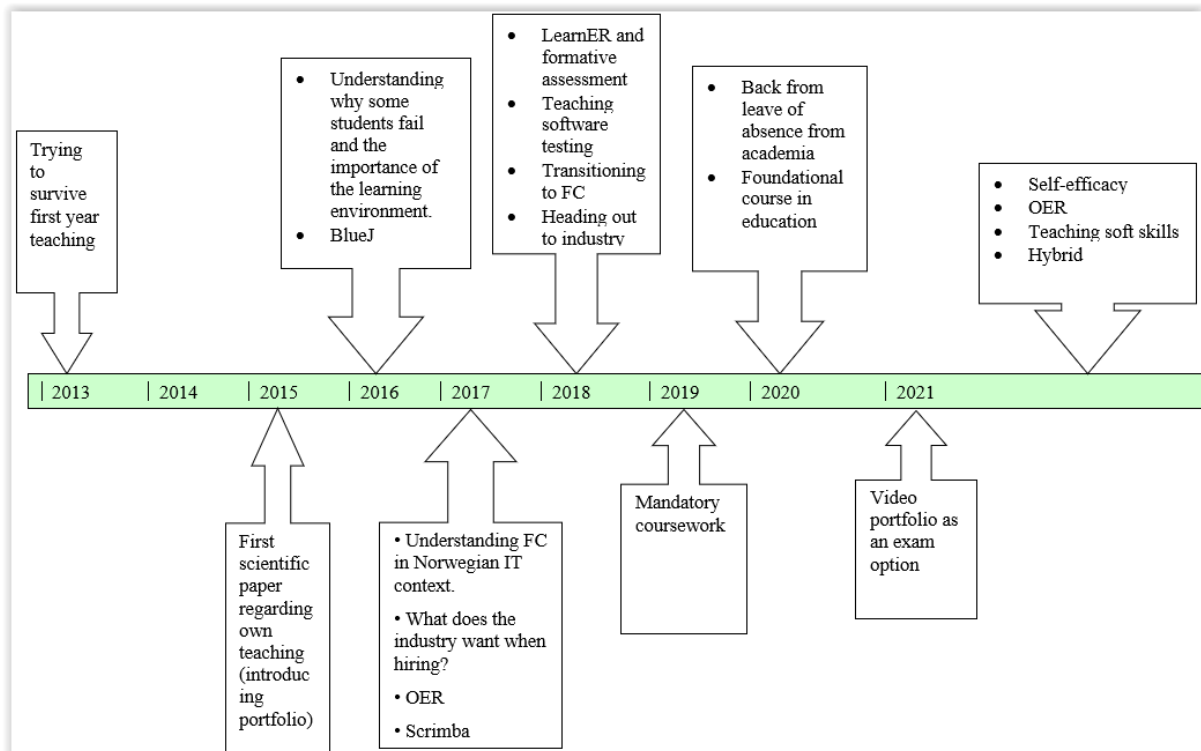 Trying
to
survive
first year
teaching
• Understanding
why some
students fail
and the
importance of
the learning
environment.
• BlueJ
• LearnER and
formative
assessment
• Teaching
software
testing
• Transitioning
to FC
• Heading out
to industry
• Back from
leave of
absence from
academia
• Foundational
course in
education
• Self-efficacy
• OER
• Teaching soft skills
• Hybrid
| 2013 | 2014 | 2015 | 2016 | 2017 | 2018 | 2019 | 2020 | 2021
First
scientific
paper
regarding
own
teaching
(introduc
ing
portfolio)
• Understanding FC
in Norwegian IT
context.
• What does the
industry want when
hiring?
• OER
• Scrimba
Mandatory
coursework
Video
portfolio as
an exam
option